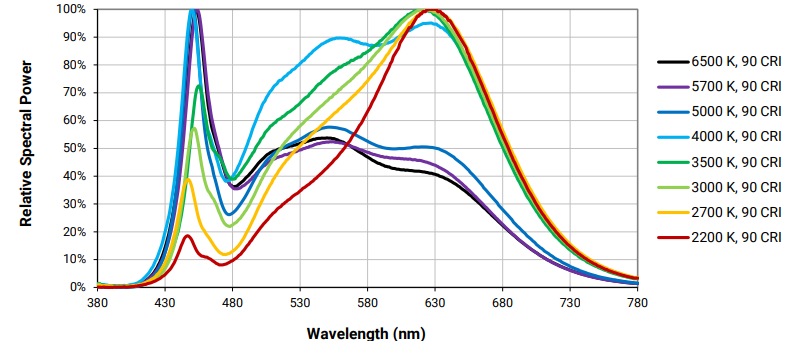 100%
90%
80%
70%
60%
50%
40%
30%
20%
10%
0%
Relative Spectral Power
380 430 480 530 580 630 680 730 780
Wavelength (nm)
6500 K, 90 CRI
5700 K, 90 CRI
5000 K, 90 CRI
4000 K, 90 CRI
3500 K, 90 CRI
3000 K, 90 CRI
2700 K, 90 CRI
2200 K, 90 CRI